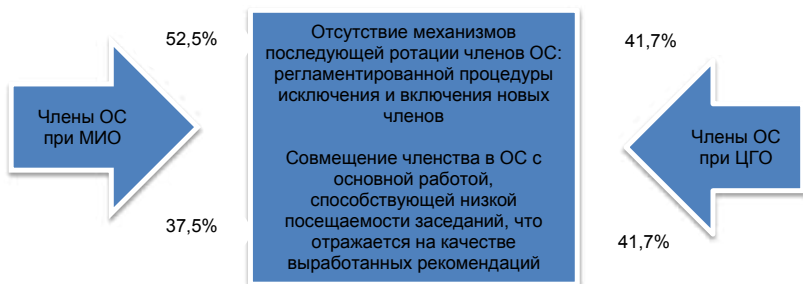 52,5%
Отсутствие механизмов
последующей ротации членов ОС:
регламентированной процедуры
исключения и включения новых
членов
41,7%
Члены ОС
при МИО
Члены ОС
при ЦГО
Совмещение членства в ОС с
основной работой,
способствующей низкой
посещаемости заседаний, что
отражается на качестве
выработанных рекомендаций
37,5%
41,7%